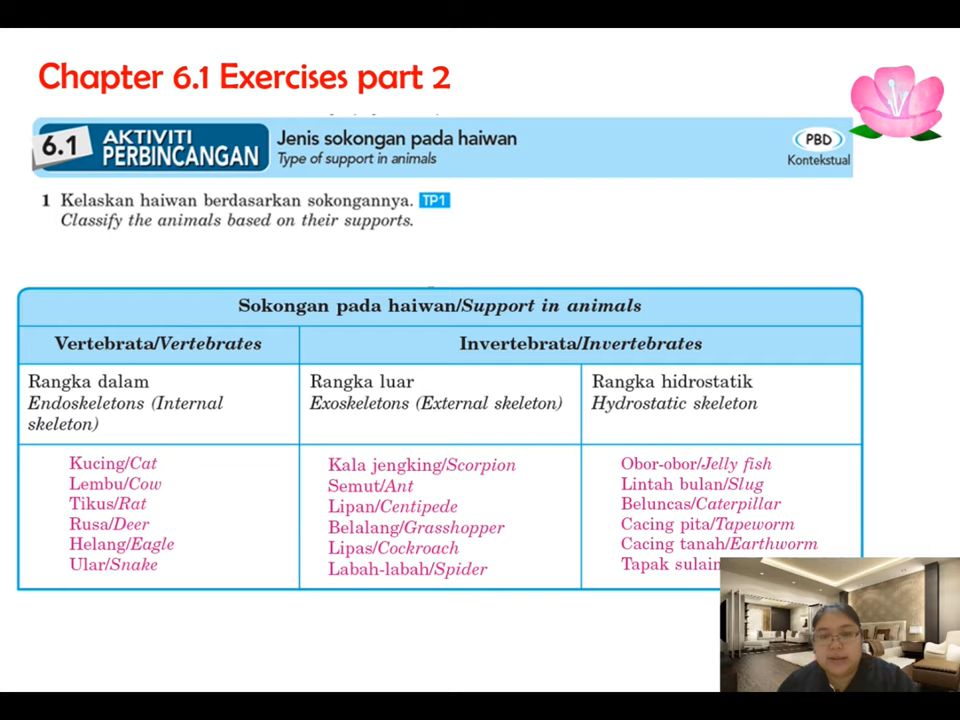 Chapter 6.1 Exercises part 2
6.1 AKTIVITI PERBINCANGAN
Jenis sokongan pada haiwan
Type of support in animals
PBD
Kontekstual
1 Kelaskan haiwan berdasarkan sokongannya. TP1
Classify the animals based on their supports.
Sokongan pada haiwan/Support in animals
Vertebrata/Vertebrates
Invertebrata/Invertebrates
Rangka dalam
Endoskeletons (Internal
skeleton)
Rangka luar
Exoskeletons (External skeleton)
Rangka hidrostatik
Hydrostatic skeleton
Kucing/Cat
Lembu/Cow
Tikus/Rat
Rusa/Deer
Helang/Eagle
Ular/Snake
Kala jengking/Scorpion
Semut/Ant
Lipan/Centipede
Belalang/Grasshopper
Lipas/Cockroach
Labah-labah/Spider
Obor-obor/Jelly fish
Lintah bulan/Slug
Beluncas/Caterpillar
Cacing pita/Tapeworm
Cacing tanah/Earthworm
Tapak